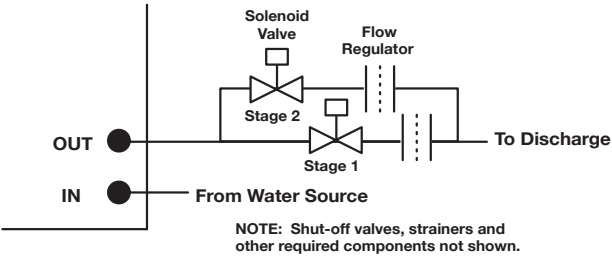 Solenoid
Valve
Flow
Regulator
Stage 2
OUT
To Discharge
Stage 1
IN
From Water Source
NOTE: Shut-off valves, strainers and
other required components not shown.